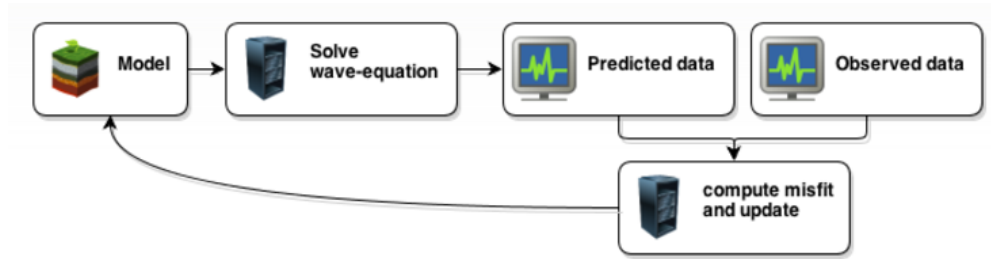 Model
Solve
wave-equation
Predicted data
Observed data
compute misfit
and update